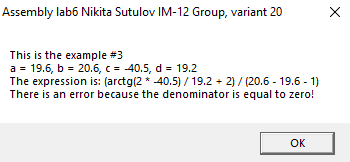 Assembly lab6 Nikita Sutulov IM-12 Group, variant 20
This is the example #3
a = 19.6, b = 20.6, c = -40.5, d = 19.2
The expression is: (arctg(2 * -40.5) / 19.2 + 2) / (20.6 - 19.6 - 1)
There is an error because the denominator is equal to zero!
OK